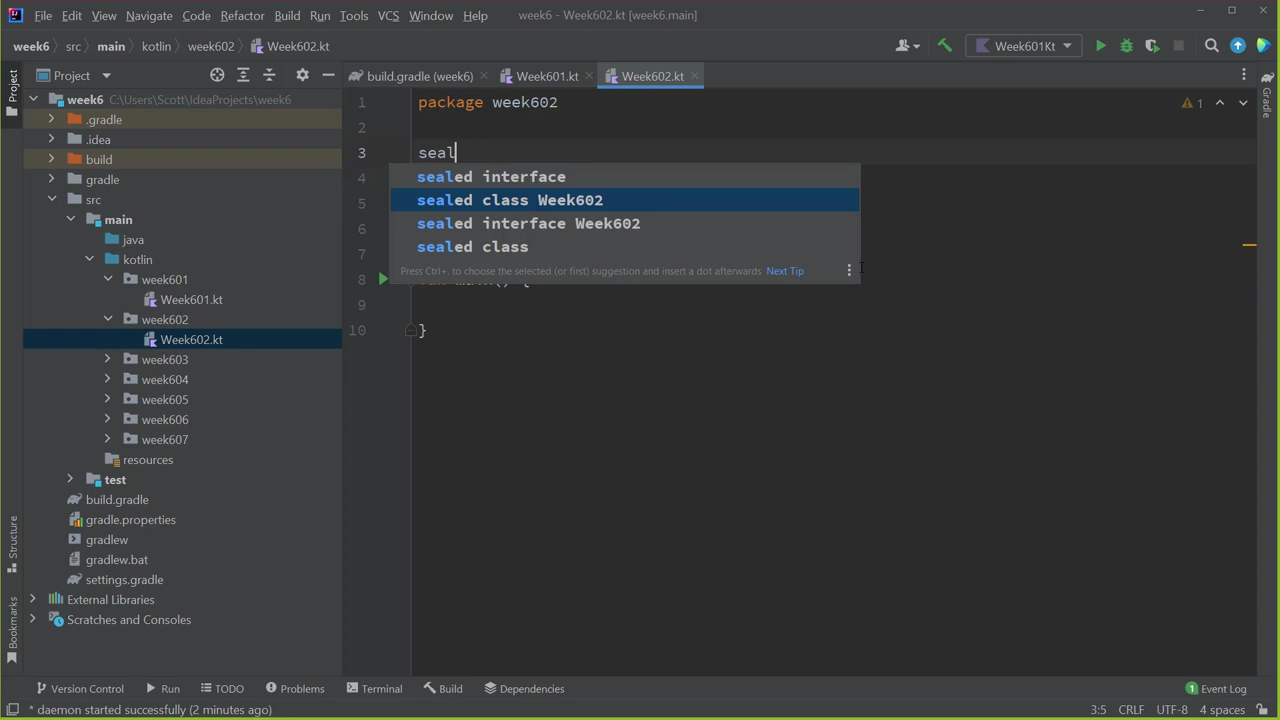 File Edit View Navigate Code Refactor Build Run Tools VCS Window Help week6 - Week602.kt [week6.main]
week6 src main kotlin week602 Week602.kt Week601Kt
Project build.gradle (week6) Week601.kt Week602.kt
week6 C:\Users\Scott\IdeaProjects\week6
.gradle
.idea
build
gradle
src
main
java
kotlin
week601
Week601.kt
week602
Week602.kt
week603
week604
week605
week606
week607
resources
test
build.gradle
gradle.properties
gradlew
gradlew.bat
settings.gradle
External Libraries
Scratches and Consoles
Project
Structure
Bookmarks
1 package week602
2
3 seal
4
5
6
7
8
9
10 }
sealed interface
sealed class Week602
sealed interface Week602
sealed class
Press Ctrl+. to choose the selected (or first) suggestion and insert a dot afterwards Next Tip
1
Gradle
Version Control Run TODO Problems Terminal Build Dependencies 1 Event Log
* daemon started successfully (2 minutes ago) 3:5 CRLF UTF-8 4 spaces